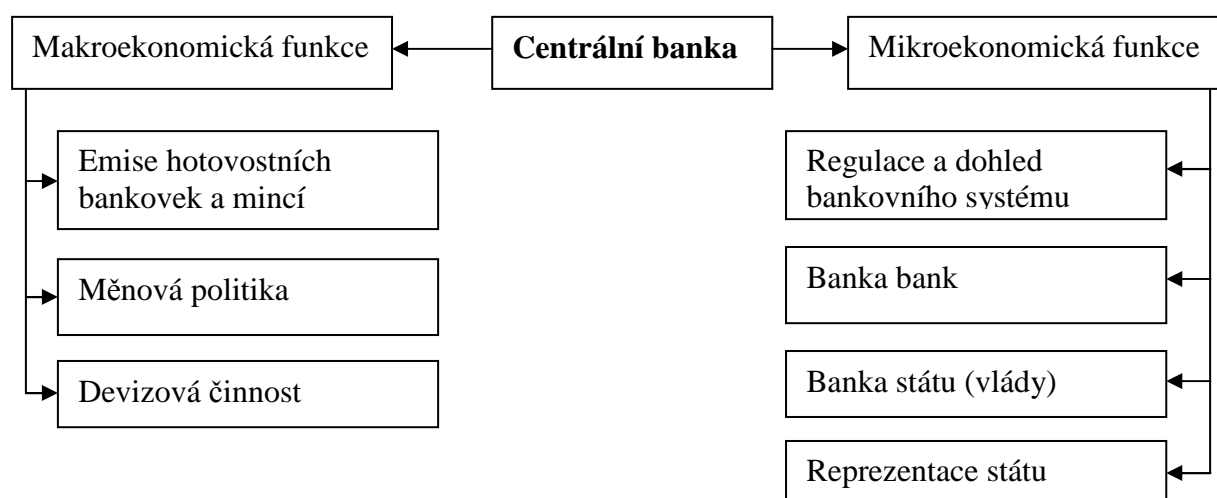 Makroekonomická funkce
Centrální banka
Mikroekonomická funkce
Emise hotovostních
bankovek a mincí
Měnová politika
Devizová činnost
Regulace a dohled
bankovního systému
Banka bank
Banka státu (vlády)
Reprezentace státu